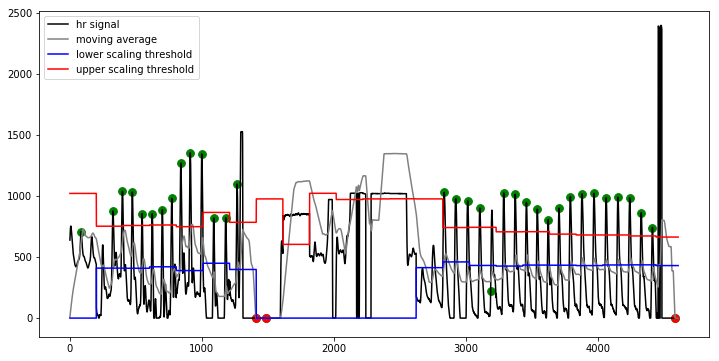 2500
2000
1500
1000
500
0
hr signal
moving average
lower scaling threshold
upper scaling threshold
0 1000 2000 3000 4000